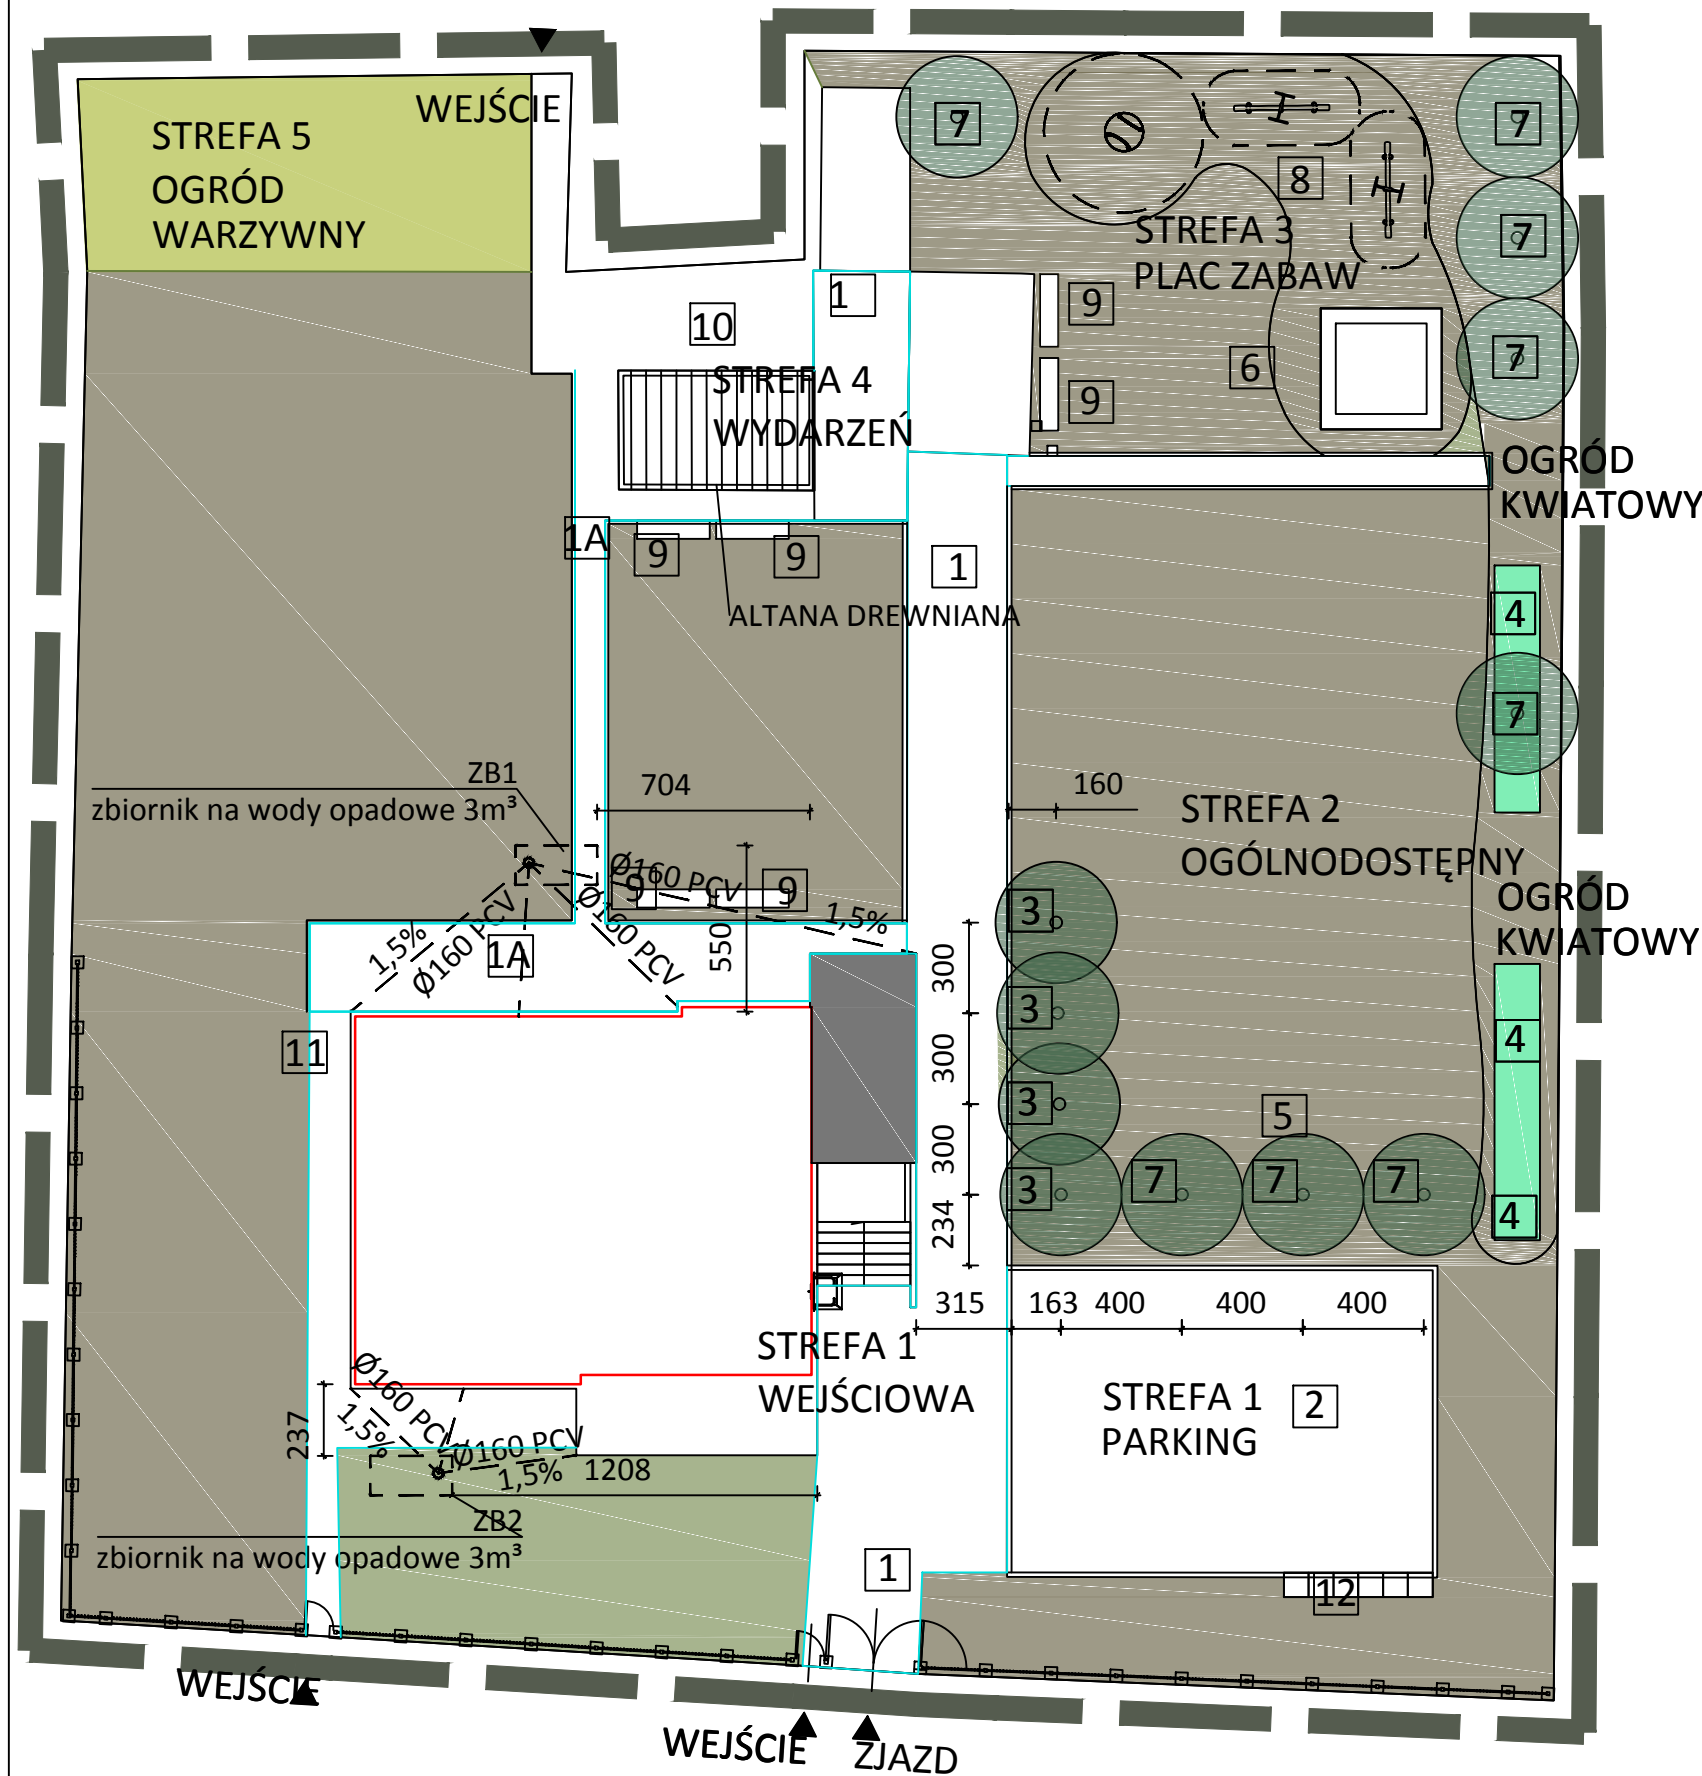 WEJŚCIE
STREFA 5
OGRÓD
WARZYWNY
7
7
8
7
STREFA 3
PLAC ZABAW
1
9
10
7
6
STREFA 4
WYDARZEŃ
9
OGRÓD
KWIATOWY
1A
9
9
1
ALTANA DREWNIANA
4
7
ZB1
zbiornik na wody opadowe 3m³
704
160
STREFA 2
OGÓLNODOSTĘPNY
Ø160 PCV
9
9
Ø160 PCV
1,5%
1,5%
Ø160 PCV
1A
550
300
3
OGRÓD
KWIATOWY
3
300
4
11
3
5
300
3
7
7
7
4
234
315
163
400
400
400
STREFA 1
WEJŚCIOWA
STREFA 1
PARKING
2
Ø160 PCV
1,5%
237
Ø160 PCV
1,5%
1208
ZB2
zbiornik na wody opadowe 3m³
1
12
WEJŚCIE
WEJŚCIE
ZJAZD